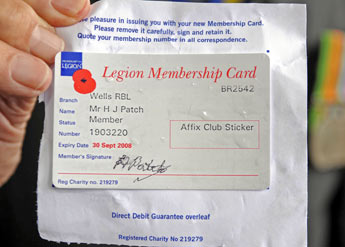 pleasure in issuing you with your new Membership Card.
Please remove it carefully, sign and retain it.
Quote your membership number in all correspondence.
LEGION
Legion Membership Card
BR2542
Branch Wells RBL
Name Mr H J Patch
Status Member
Number 1903220
Affix Club Sticker
Expiry Date 30 Sept 2008
Member's Signature
Reg Charity no. 219279
Direct Debit Guarantee overleaf
Registered Charity No. 219279